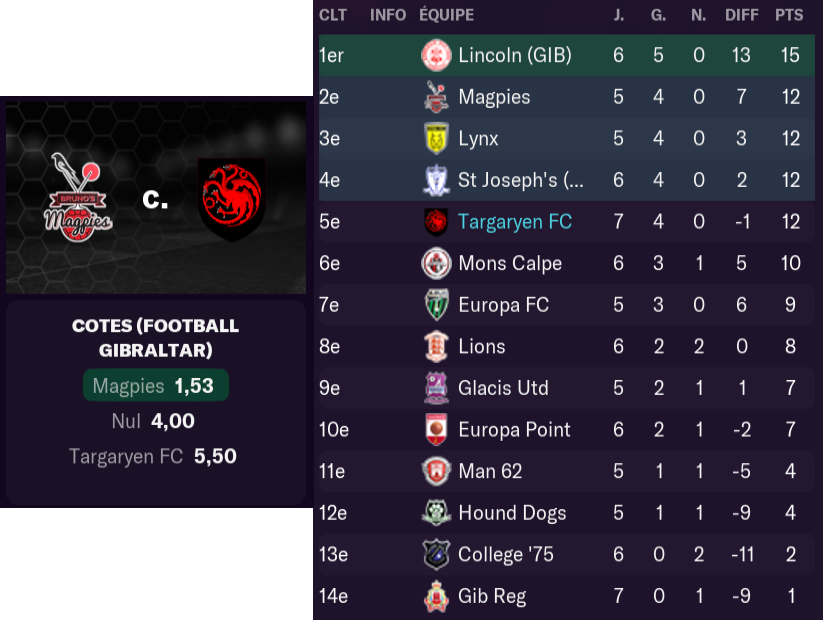 BRUNO'S
Magpies
c.
COTES (FOOTBALL
GIBRALTAR)
Magpies 1,53
Nul 4,00
Targaryen FC 5,50
CLT INFO ÉQUIPE J. G. N. DIFF PTS
1er Lincoln (GIB) 6 5 0 13 15
2e Magpies 5 4 0 7 12
3e Lynx 5 4 0 3 12
4e St Joseph's (... 6 4 0 2 12
5e Targaryen FC 7 4 0 -1 12
6e Mons Calpe 6 3 1 5 10
7e Europa FC 5 3 0 6 9
8e Lions 6 2 2 0 8
9e Glacis Utd 5 2 1 1 7
10e Europa Point 6 2 1 -2 7
11e Man 62 5 1 1 -5 4
12e Hound Dogs 5 1 1 -9 4
13e College '75 6 0 2 -11 2
14e Gib Reg 7 0 1 -9 1